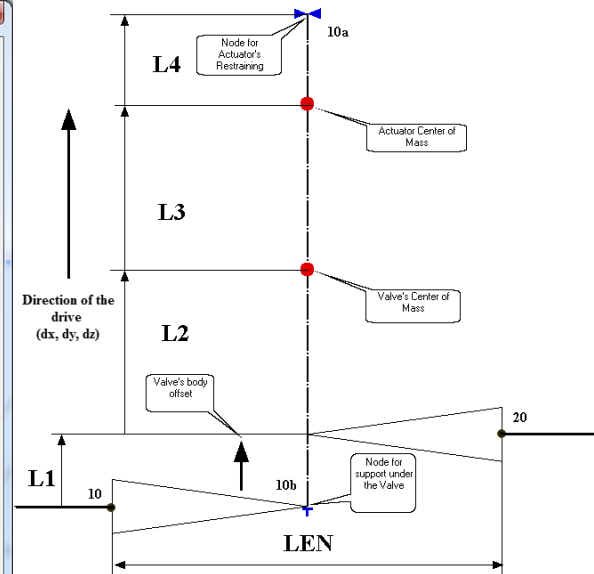 10a
Node for
Actuator's
Restraining
L4
Actuator Center of
Mass
L3
Direction of the
drive
(dx, dy, dz)
Valve's Center of
Mass
L2
Valve's body
offset
20
L1
10
10b
Node for
support under
the Valve
LEN